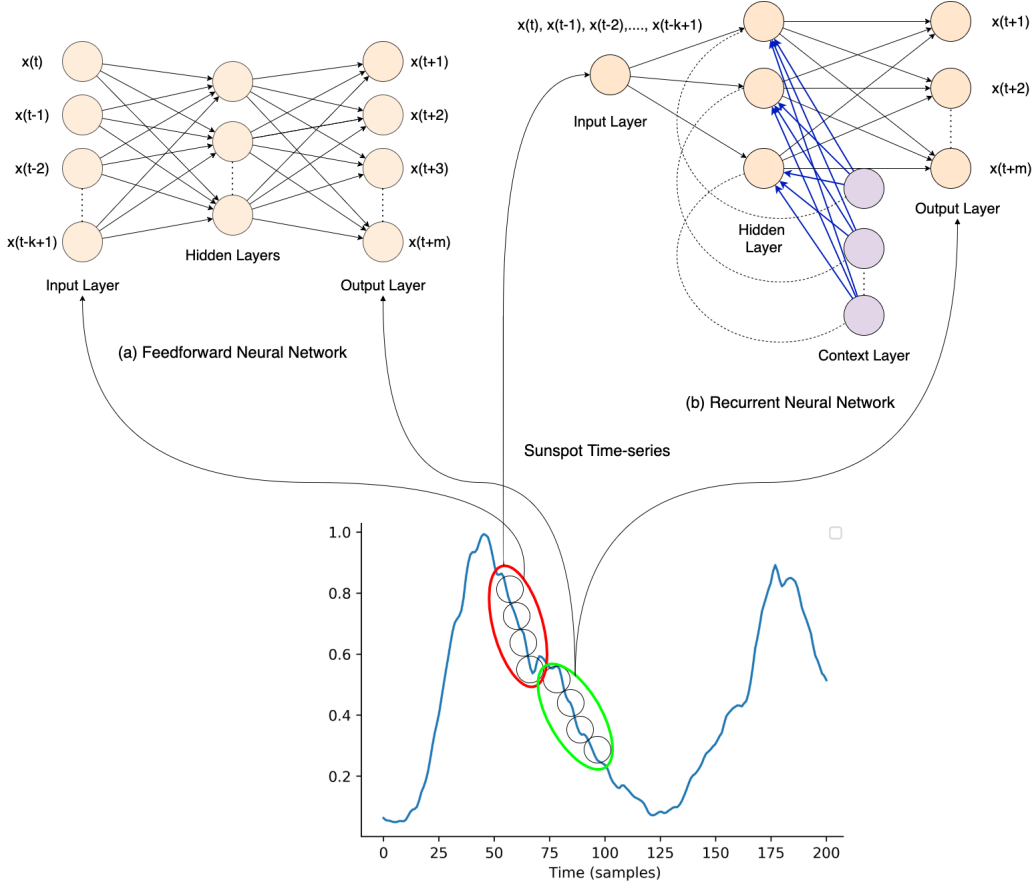 x(t)
x(t-1)
x(t-2)
x(t-k+1)
Input Layer
Hidden Layers
x(t+1)
x(t+2)
x(t+3)
x(t+m)
Output Layer
(a) Feedforward Neural Network
x(t), x(t-1), x(t-2),...., x(t-k+1)
Input Layer
Hidden
Layer
x(t+1)
x(t+2)
x(t+m)
Output Layer
Context Layer
(b) Recurrent Neural Network
Sunspot Time-series
1.0
0.8
0.6
0.4
0.2
0 25 50 75 100 125 150 175 200
Time (samples)